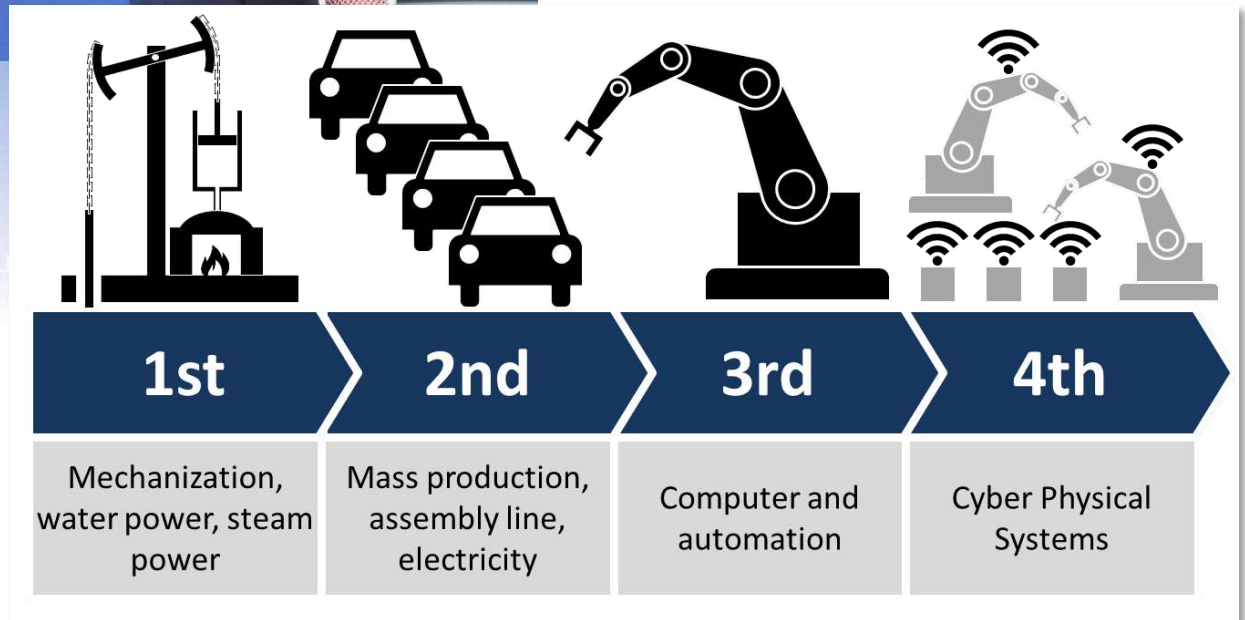 1st
2nd
3rd
4th
Mechanization,
water power, steam
power
Mass production,
assembly line,
electricity
Computer and
automation
Cyber Physical
Systems